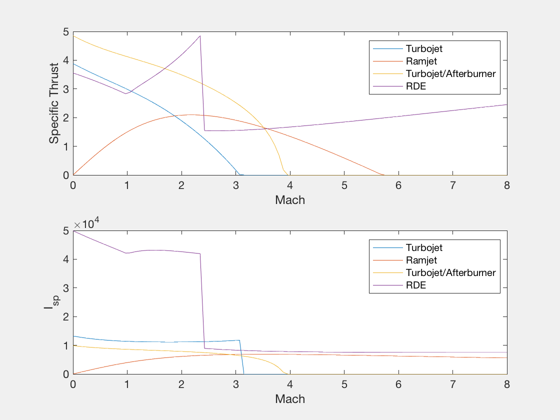 5
4
3
2
1
0
Specific Thrust
0 1 2 3 4 5 6 7 8
Mach
Turbojet
Ramjet
Turbojet/Afterburner
RDE
×10^4
5
4
3
2
1
0
I_sp
0 1 2 3 4 5 6 7 8
Mach
Turbojet
Ramjet
Turbojet/Afterburner
RDE